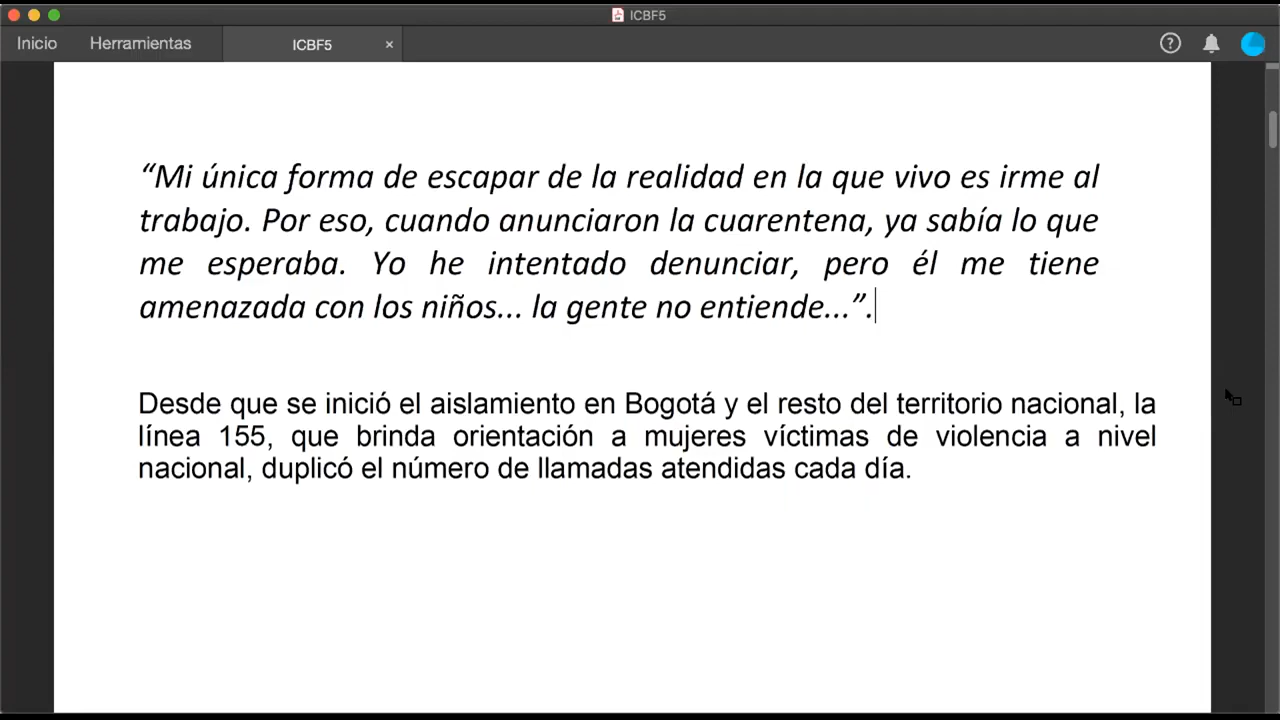 ICBF5
Inicio Herramientas ICBF5 ×
“Mi única forma de escapar de la realidad en la que vivo es irme al
trabajo. Por eso, cuando anunciaron la cuarentena, ya sabía lo que
me esperaba. Yo he intentado denunciar, pero él me tiene
amenazada con los niños... la gente no entiende...”.
Desde que se inició el aislamiento en Bogotá y el resto del territorio nacional, la
línea 155, que brinda orientación a mujeres víctimas de violencia a nivel
nacional, duplicó el número de llamadas atendidas cada día.